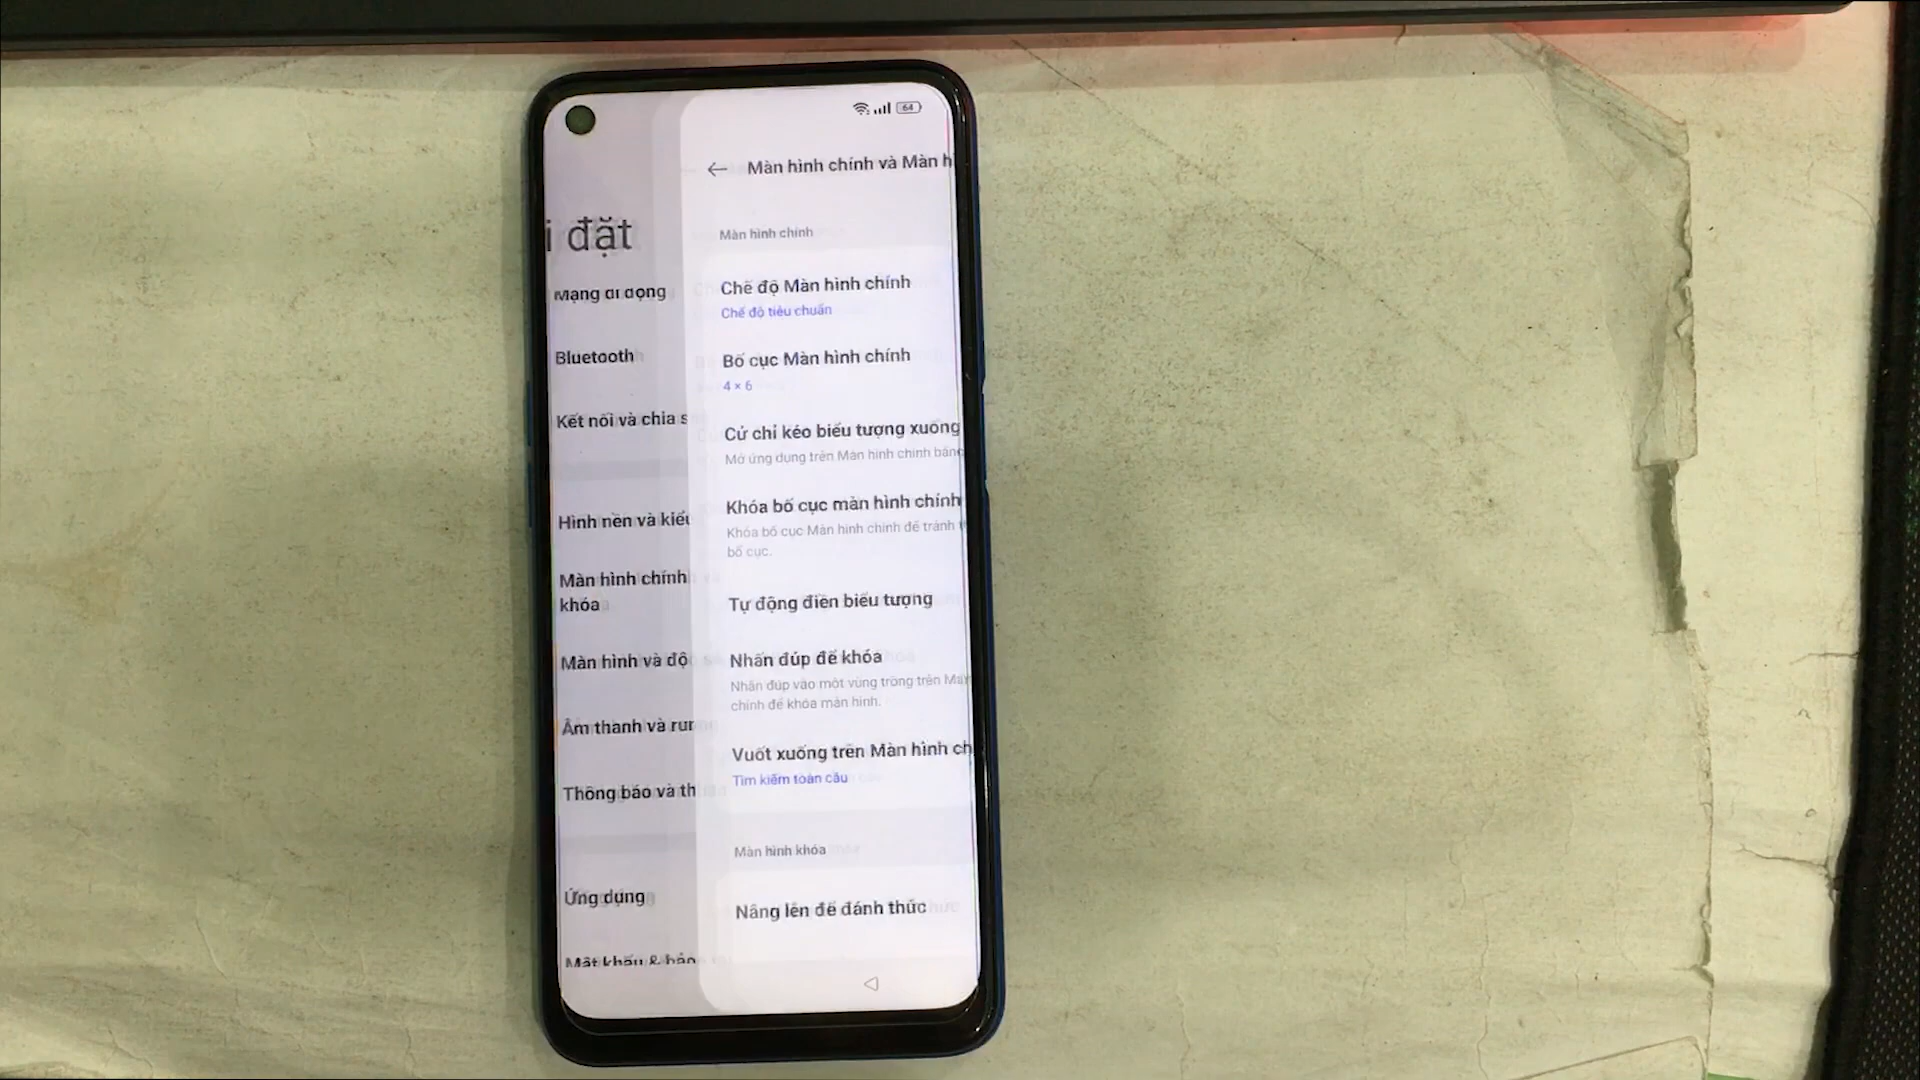 64
i đặt
Mạng di động
Bluetooth
Kết nối và chia s
Hình nền và kiểu
Màn hình chính
khóa
Màn hình và độ
Âm thanh và run
Thông báo và th
Ứng dụng
Mật khẩu & bảo
Màn hình chính và Màn h
Màn hình chính
Chế độ Màn hình chính
Chế độ tiêu chuẩn
Bố cục Màn hình chính
4 × 6
Cử chỉ kéo biểu tượng xuống
Mở ứng dụng trên Màn hình chính bằng
Khóa bố cục màn hình chính
Khóa bố cục Màn hình chính để tránh
bố cục.
Tự động điền biểu tượng
Nhấn đúp để khóa
Nhấn đúp vào một vùng trống trên Màn
chính để khóa màn hình.
Vuốt xuống trên Màn hình ch
Tìm kiếm toàn cầu
Màn hình khóa
Nâng lên để đánh thức